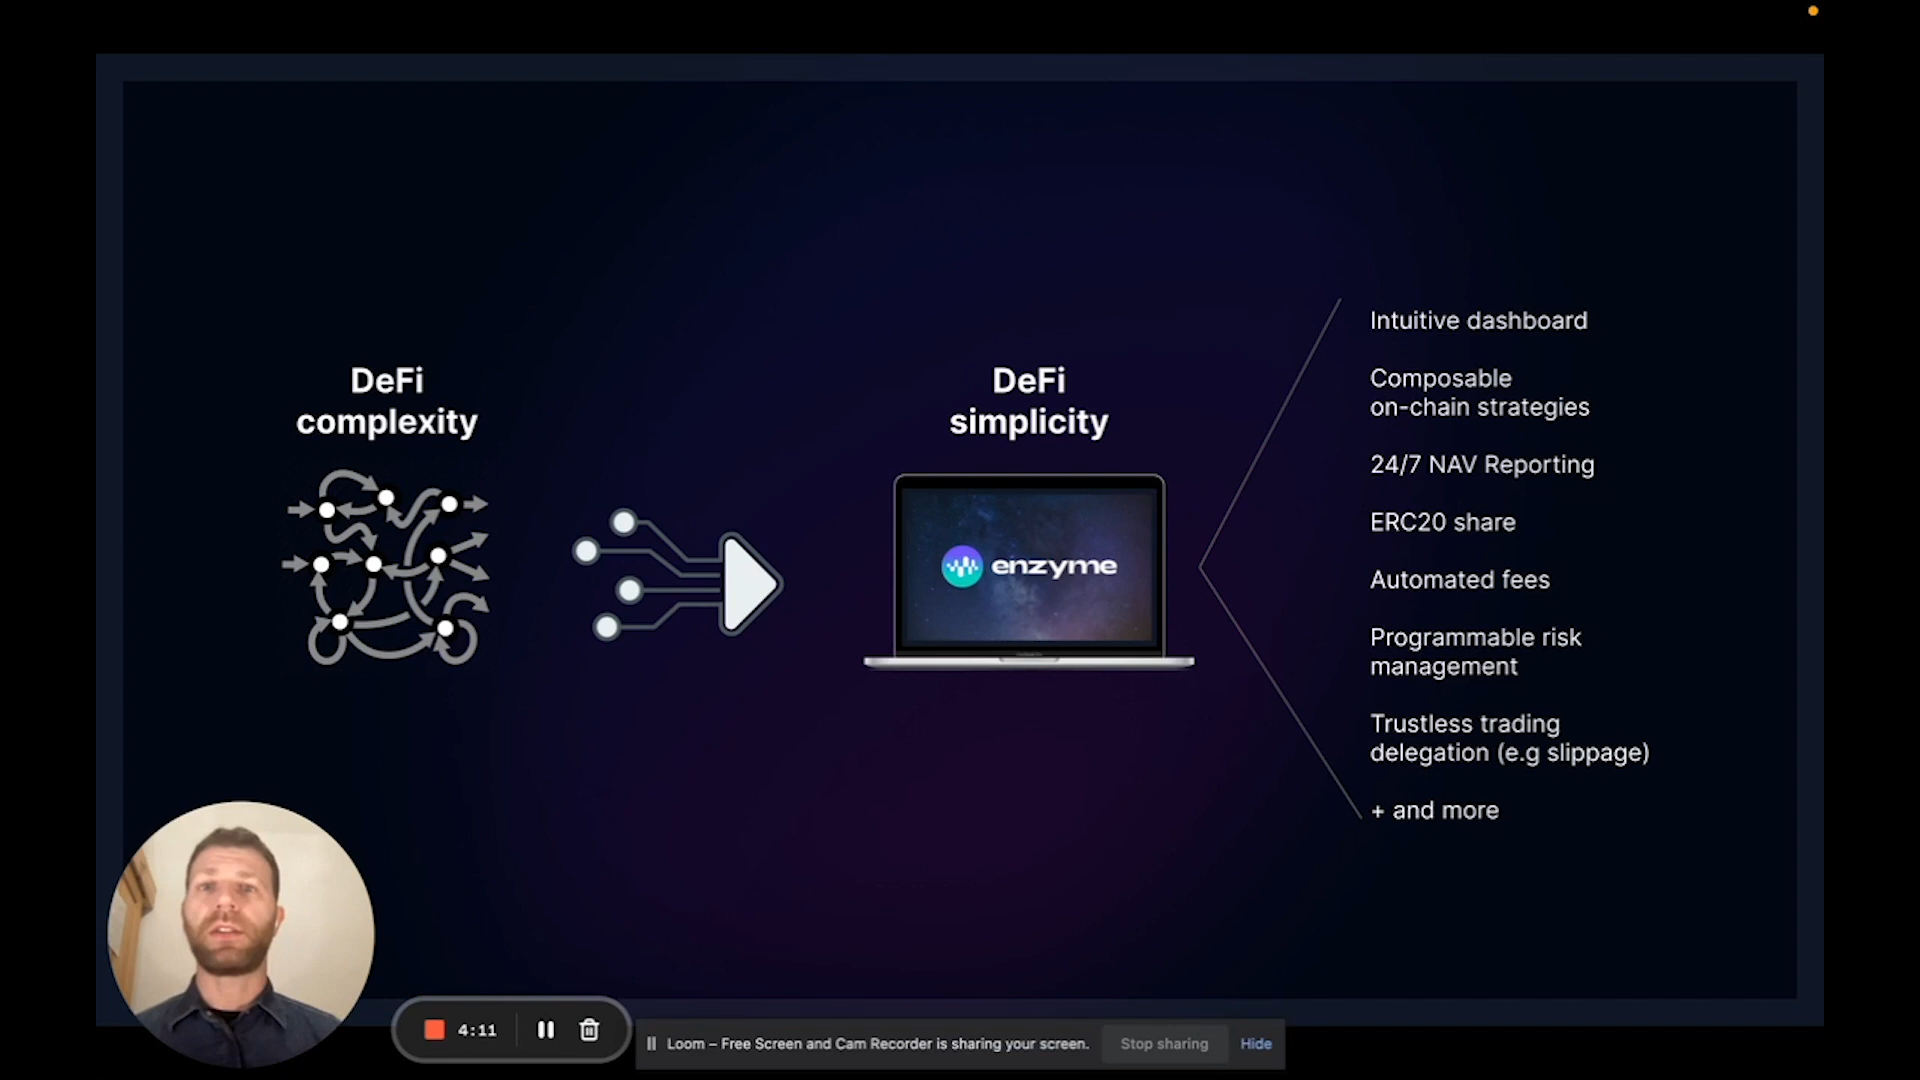 DeFi
complexity
DeFi
simplicity
enzyme
Intuitive dashboard
Composable
on-chain strategies
24/7 NAV Reporting
ERC20 share
Automated fees
Programmable risk
management
Trustless trading
delegation (e.g slippage)
+ and more
4:11
Loom – Free Screen and Cam Recorder is sharing your screen.
Stop sharing
Hide